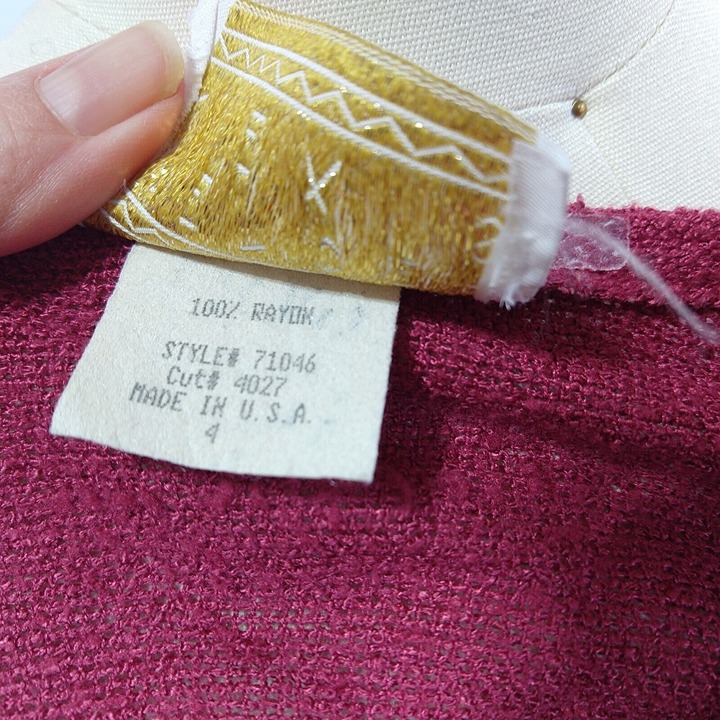 100% RAYON
STYLE# 71046
Cut# 4027
MADE IN U.S.A.
4